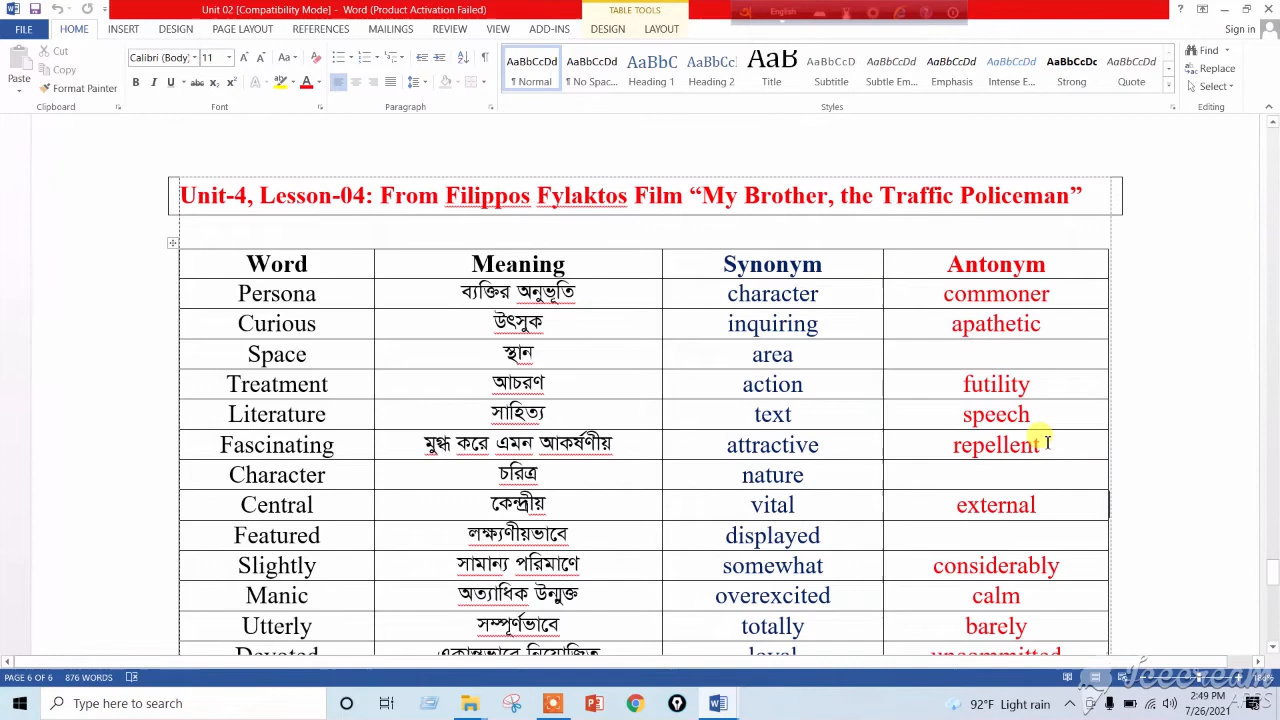 Unit 02 [Compatibility Mode] - Word (Product Activation Failed)
TABLE TOOLS
FILE HOME INSERT DESIGN PAGE LAYOUT REFERENCES MAILINGS REVIEW VIEW ADD-INS DESIGN LAYOUT Sign in
Paste Cut Copy Format Painter
Calibri (Body) 11
AaBbCcDd AaBbCcDd AaBbC AaBbCc AaB AaBbCcD AaBbCcDd AaBbCcDd AaBbCcDd AaBbCcDc AaBbCcDd
¶ Normal ¶ No Spac... Heading 1 Heading 2 Title Subtitle Subtle Em... Emphasis Intense E... Strong Quote
Find Replace Select
Clipboard Font Paragraph Styles Editing
Unit-4, Lesson-04: From Filippos Fylaktos Film “My Brother, the Traffic Policeman”
Word Meaning Synonym Antonym
Persona ব্যক্তির অনুভূতি character commoner
Curious উৎসুক inquiring apathetic
Space স্থান area
Treatment আচরণ action futility
Literature সাহিত্য text speech
Fascinating মুগ্ধ করে এমন আকর্ষণীয় attractive repellent
Character চরিত্র nature
Central কেন্দ্রীয় vital external
Featured লক্ষ্যণীয়ভাবে displayed
Slightly সামান্য পরিমাণে somewhat considerably
Manic অত্যাধিক উন্মুক্ত overexcited calm
Utterly সম্পূর্ণভাবে totally barely
Devoted একান্তভাবে নিয়োজিত loyal uncommitted
PAGE 6 OF 6 876 WORDS 188%
Icecream
APPS
Type here to search
92°F Light rain
2:49 PM
7/26/2021